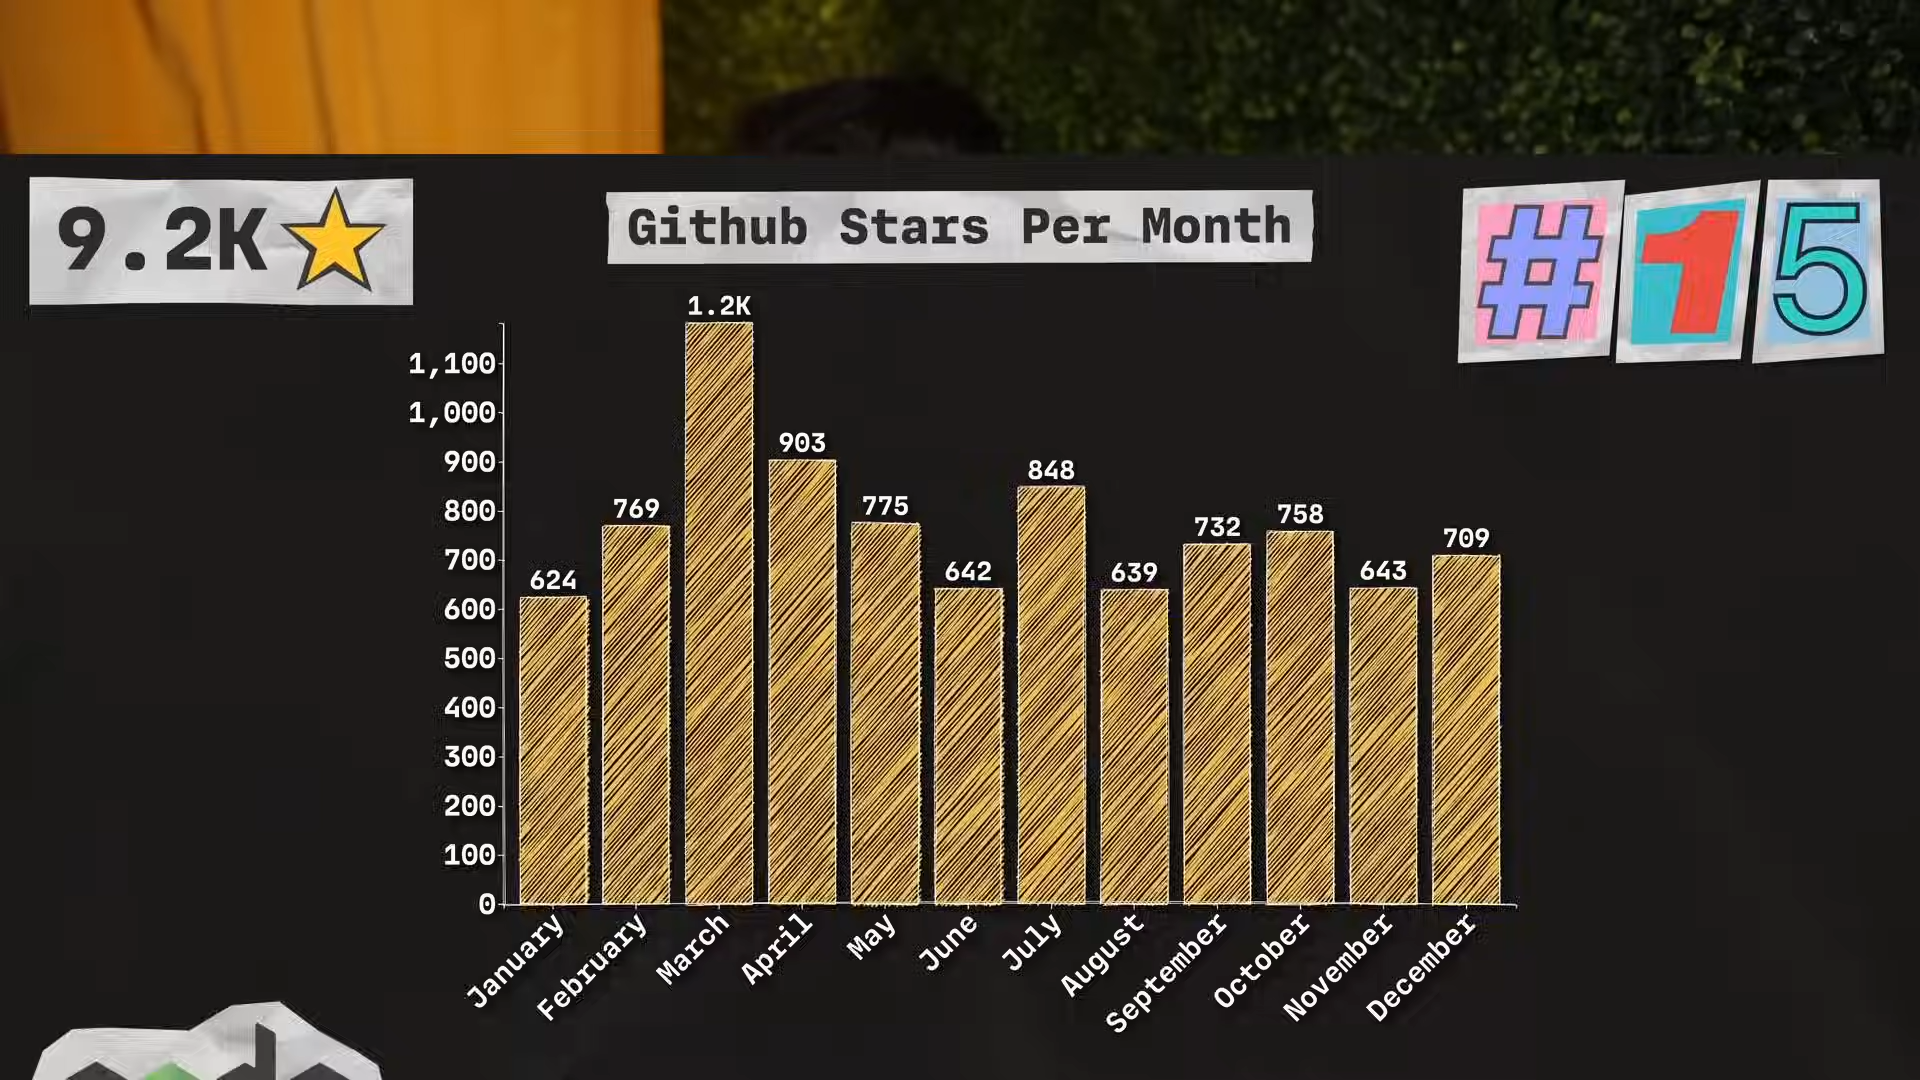 9.2K
Github Stars Per Month
#15
1.2K
1,100
1,000
903
900
848
800
769
775
758
732
709
700
624
642
639
643
600
500
400
300
200
100
0
January
February
March
April
May
June
July
August
September
October
November
December